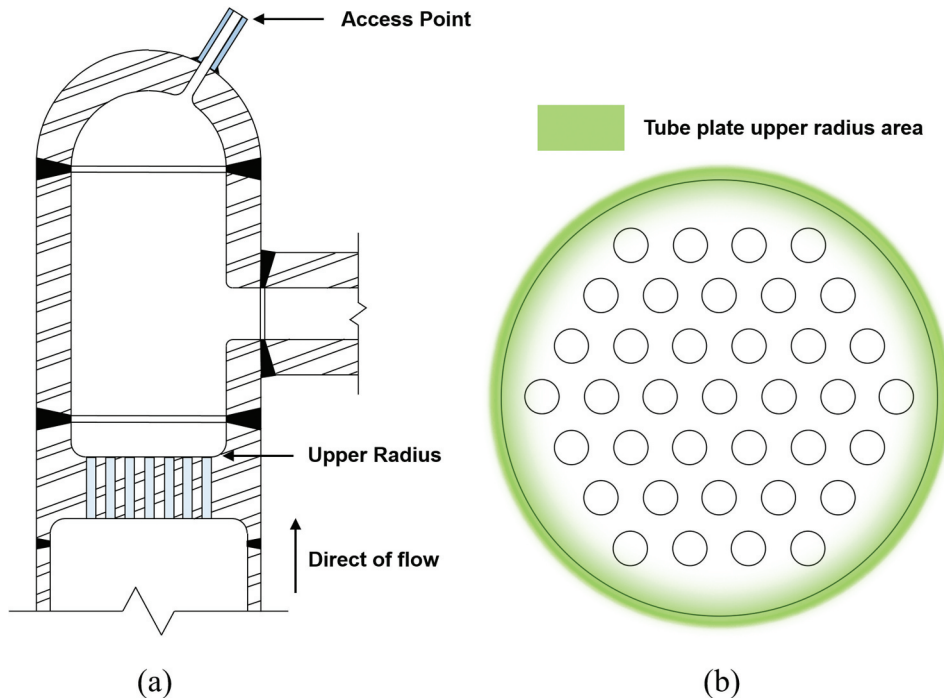 Access Point
Tube plate upper radius area
Upper Radius
Direct of flow
(a)
(b)